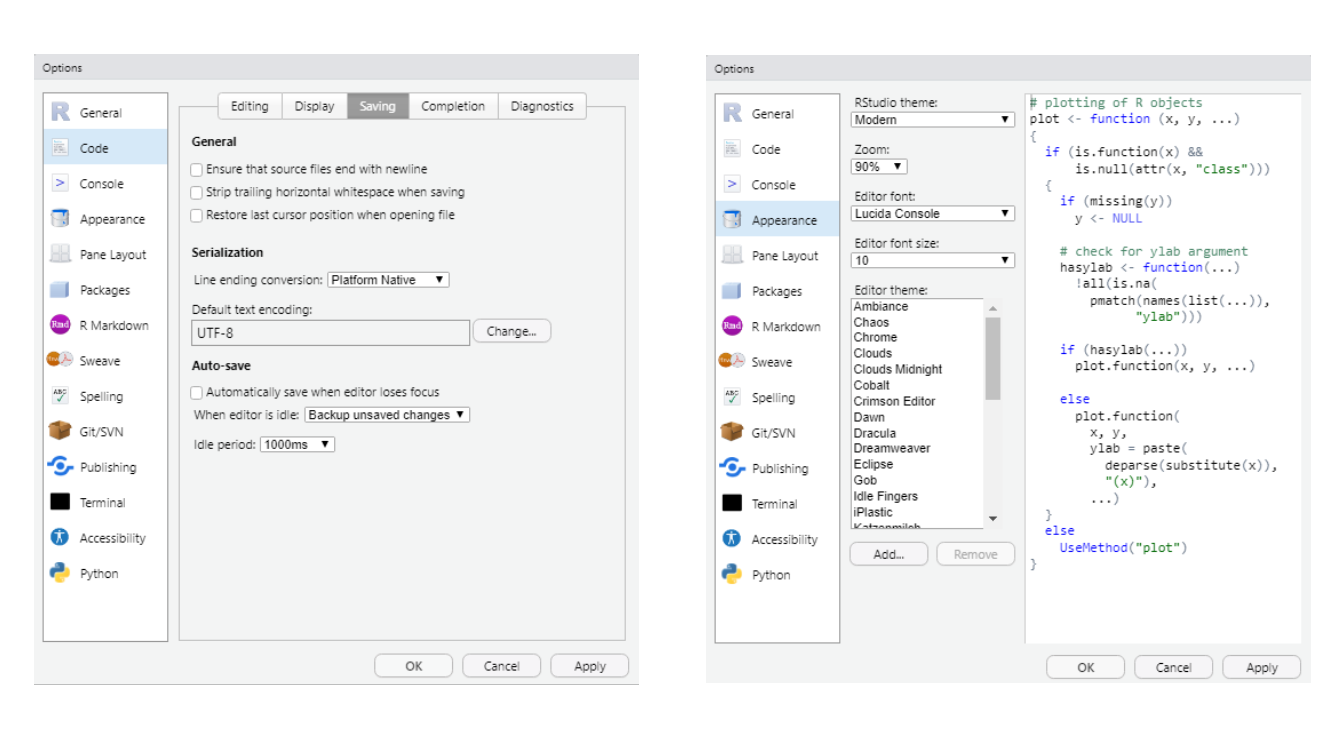 Options
General
Code
Console
Appearance
Pane Layout
Packages
Rmd R Markdown
Sweave
ABC Spelling
Git/SVN
Publishing
Terminal
Accessibility
Python
Editing Display Saving Completion Diagnostics
General
Ensure that source files end with newline
Strip trailing horizontal whitespace when saving
Restore last cursor position when opening file
Serialization
Line ending conversion: Platform Native
Default text encoding:
UTF-8 Change...
Auto-save
Automatically save when editor loses focus
When editor is idle: Backup unsaved changes
Idle period: 1000ms
OK Cancel Apply
Options
General
Code
Console
Appearance
Pane Layout
Packages
Rmd R Markdown
Sweave
ABC Spelling
Git/SVN
Publishing
Terminal
Accessibility
Python
RStudio theme:
Modern
Zoom:
90%
Editor font:
Lucida Console
Editor font size:
10
Editor theme:
Ambiance
Chaos
Chrome
Clouds
Clouds Midnight
Cobalt
Crimson Editor
Dawn
Dracula
Dreamweaver
Eclipse
Gob
Idle Fingers
iPlastic
Katzenmilch
Add... Remove
# plotting of R objects
plot <- function (x, y, ...)
{
if (is.function(x) &&
is.null(attr(x, "class")))
{
if (missing(y))
y <- NULL
# check for ylab argument
hasylab <- function(...)
!all(is.na(
pmatch(names(list(...)),
"ylab")))
if (hasylab(...))
plot.function(x, y, ...)
else
plot.function(
x, y,
ylab = paste(
deparse(substitute(x)),
"(x)"),
...)
}
else
UseMethod("plot")
}
OK Cancel Apply